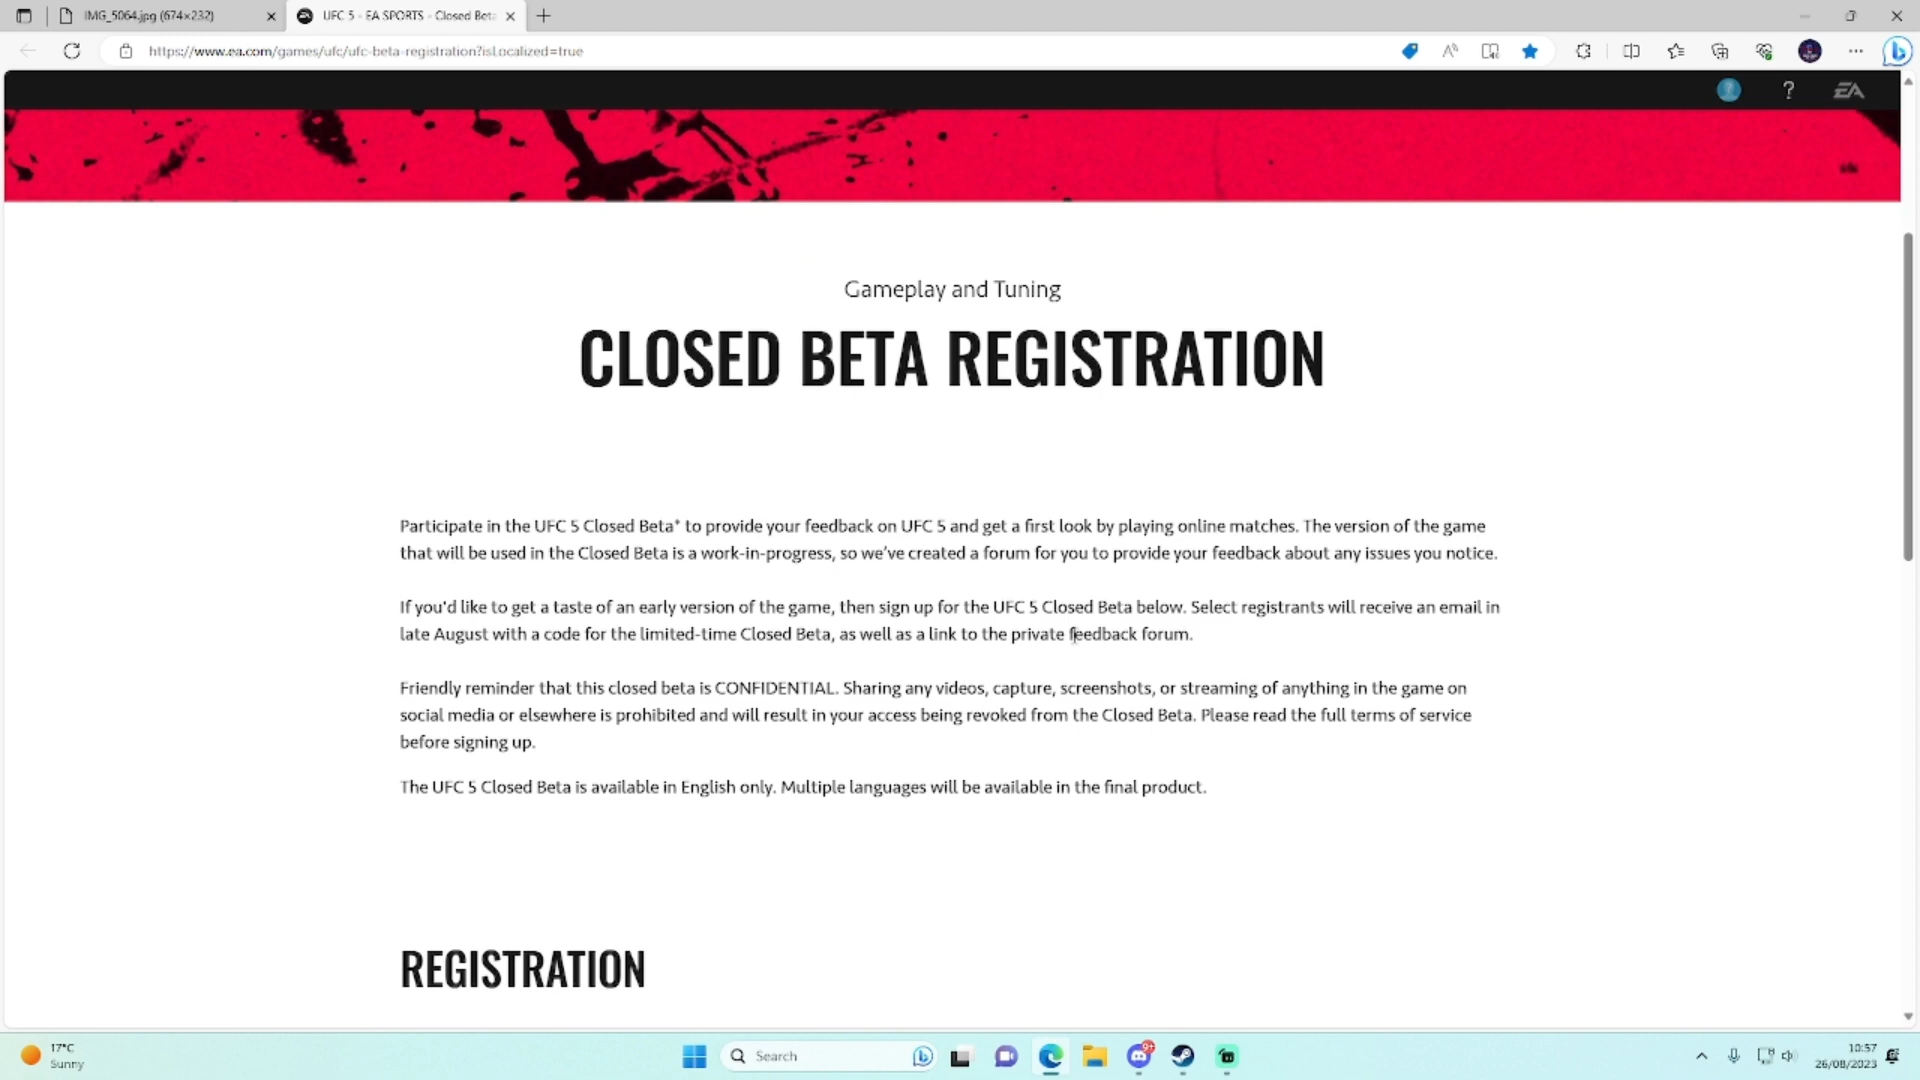 IMG_5064.jpg (674×232)
UFC 5 - EA SPORTS - Closed Beta
https://www.ea.com/games/ufc/ufc-beta-registration?isLocalized=true
? EA
Gameplay and Tuning
CLOSED BETA REGISTRATION
Participate in the UFC 5 Closed Beta* to provide your feedback on UFC 5 and get a first look by playing online matches. The version of the game
that will be used in the Closed Beta is a work-in-progress, so we've created a forum for you to provide your feedback about any issues you notice.
If you'd like to get a taste of an early version of the game, then sign up for the UFC 5 Closed Beta below. Select registrants will receive an email in
late August with a code for the limited-time Closed Beta, as well as a link to the private feedback forum.
Friendly reminder that this closed beta is CONFIDENTIAL. Sharing any videos, capture, screenshots, or streaming of anything in the game on
social media or elsewhere is prohibited and will result in your access being revoked from the Closed Beta. Please read the full terms of service
before signing up.
The UFC 5 Closed Beta is available in English only. Multiple languages will be available in the final product.
REGISTRATION
17°C
Sunny
Search
9+
10:57
26/08/2023